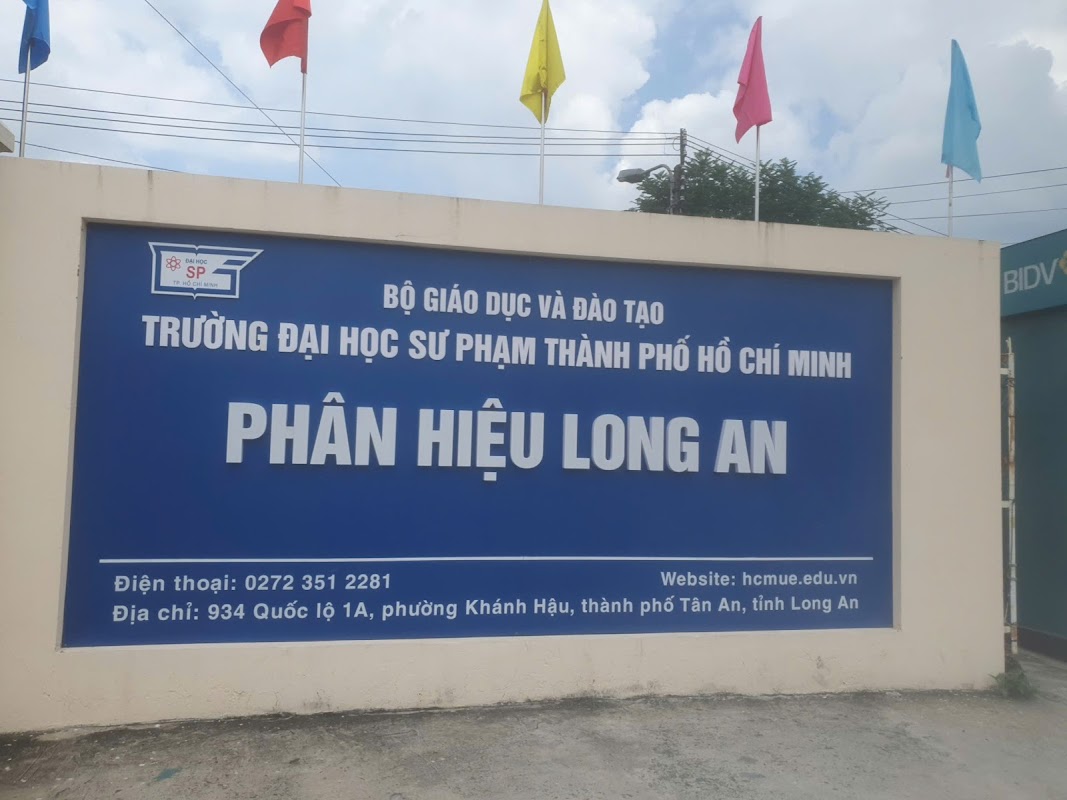 ĐẠI HỌC
SP
TP. HỒ CHÍ MINH
BỘ GIÁO DỤC VÀ ĐÀO TẠO
TRƯỜNG ĐẠI HỌC SƯ PHẠM THÀNH PHỐ HỒ CHÍ MINH
PHÂN HIỆU LONG AN
Điện thoại: 0272 351 2281
Website: hcmue.edu.vn
Địa chỉ: 934 Quốc lộ 1A, phường Khánh Hậu, thành phố Tân An, tỉnh Long An
BIDV